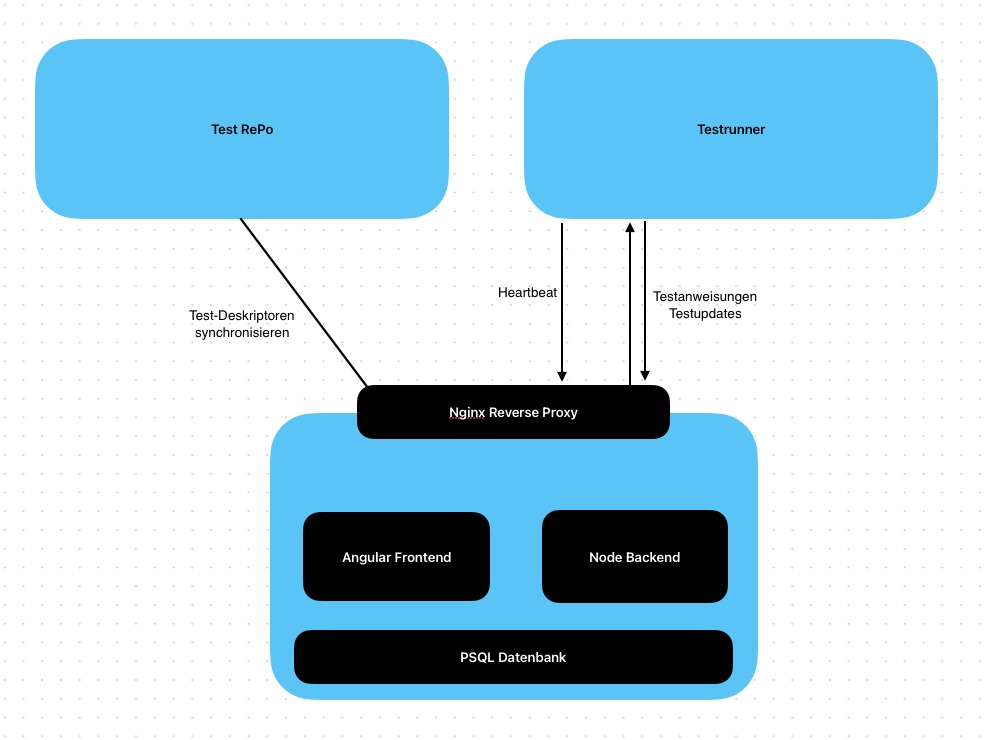 Test RePo
Testrunner
Heartbeat
Testanweisungen
Testupdates
Test-Deskriptoren
synchronisieren
Nginx Reverse Proxy
Angular Frontend
Node Backend
PSQL Datenbank